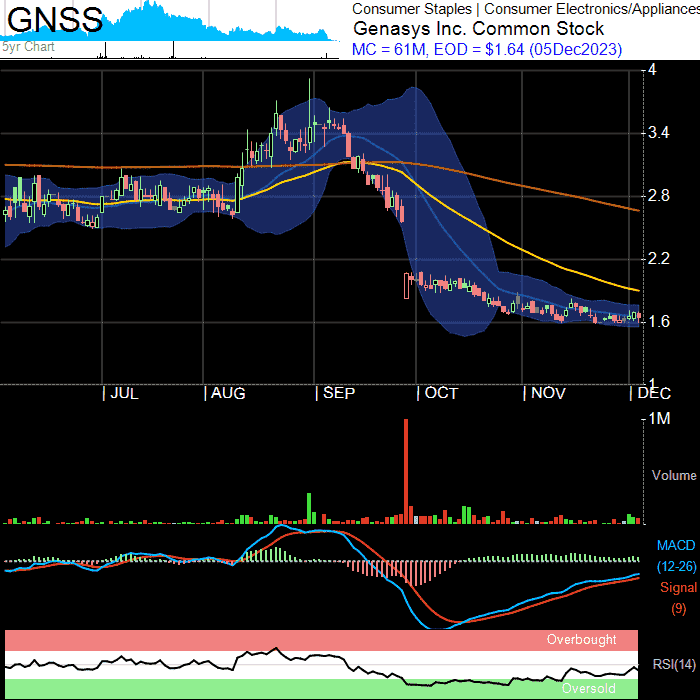 GNSS
Consumer Staples | Consumer Electronics/Appliances
Genasys Inc. Common Stock
5yr Chart
MC = 61M, EOD = $1.64 (05Dec2023)
4
3.4
2.8
2.2
1.6
1
| JUL | AUG | SEP | OCT | NOV | DEC
1M
Volume
MACD
(12-26)
Signal
(9)
Overbought
RSI(14)
Oversold